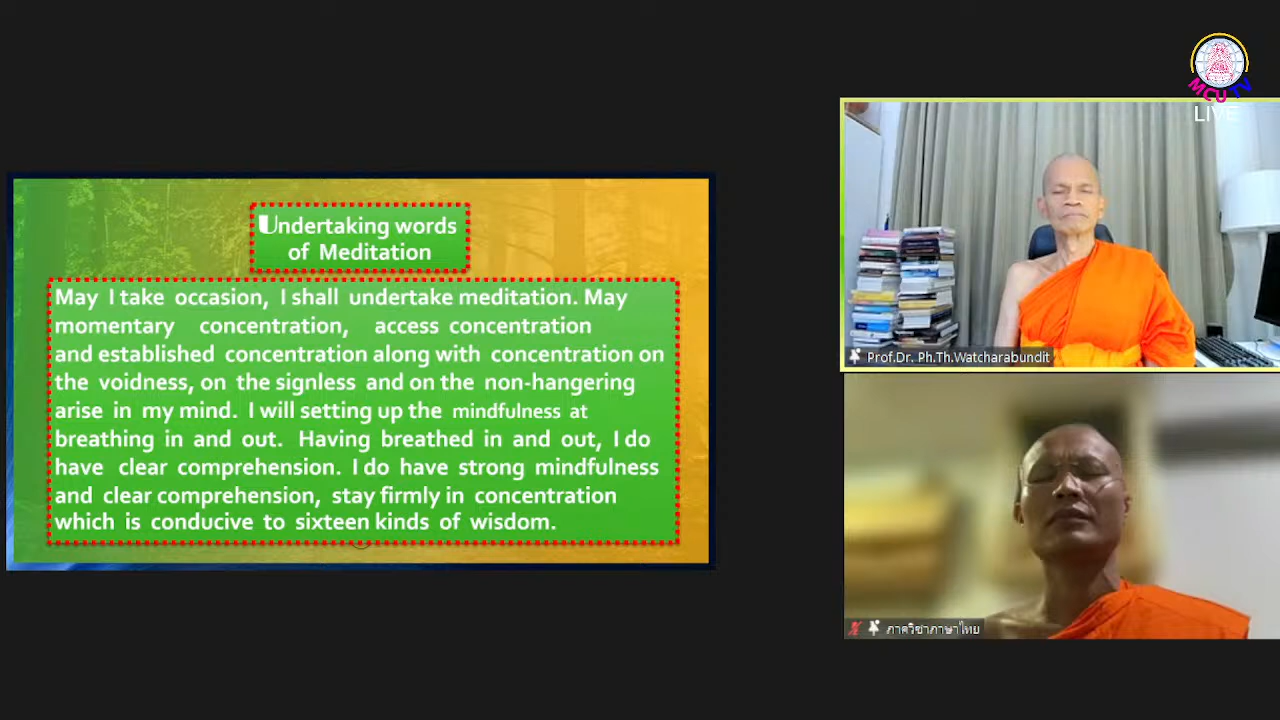 Undertaking words
of Meditation
May I take occasion, I shall undertake meditation. May
momentary concentration, access concentration
and established concentration along with concentration on
the voidness, on the signless and on the non-hangering
arise in my mind. I will setting up the mindfulness at
breathing in and out. Having breathed in and out, I do
have clear comprehension. I do have strong mindfulness
and clear comprehension, stay firmly in concentration
which is conducive to sixteen kinds of wisdom.
MCU TV
LIVE
Prof.Dr. Ph.Th.Watcharabundit
ภาควิชาภาษาไทย